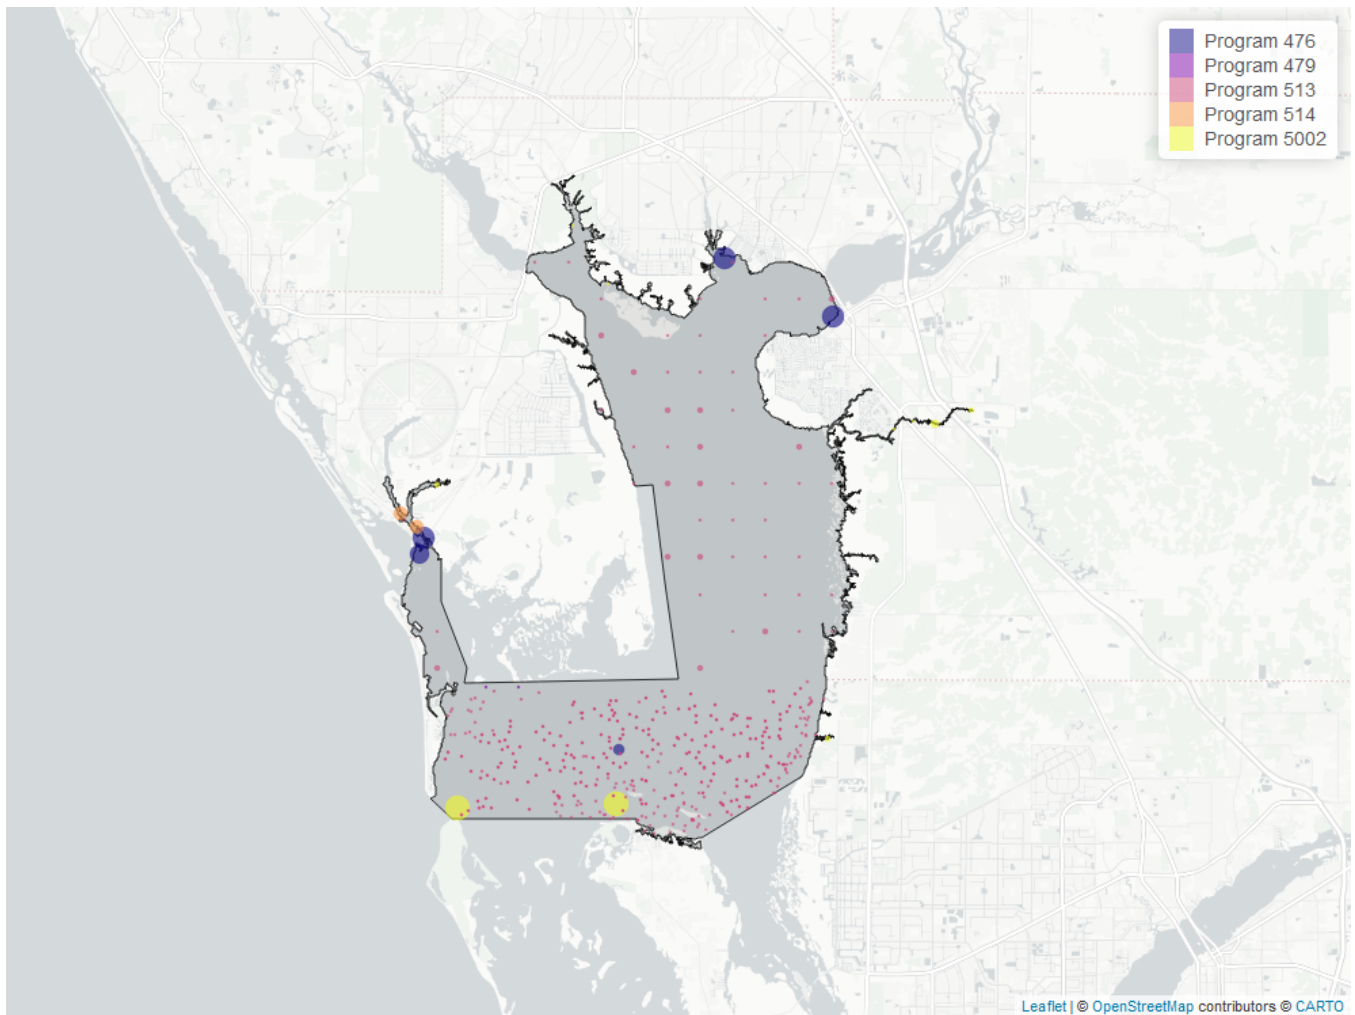 Program 476
Program 479
Program 513
Program 514
Program 5002
Leaflet | © OpenStreetMap contributors © CARTO